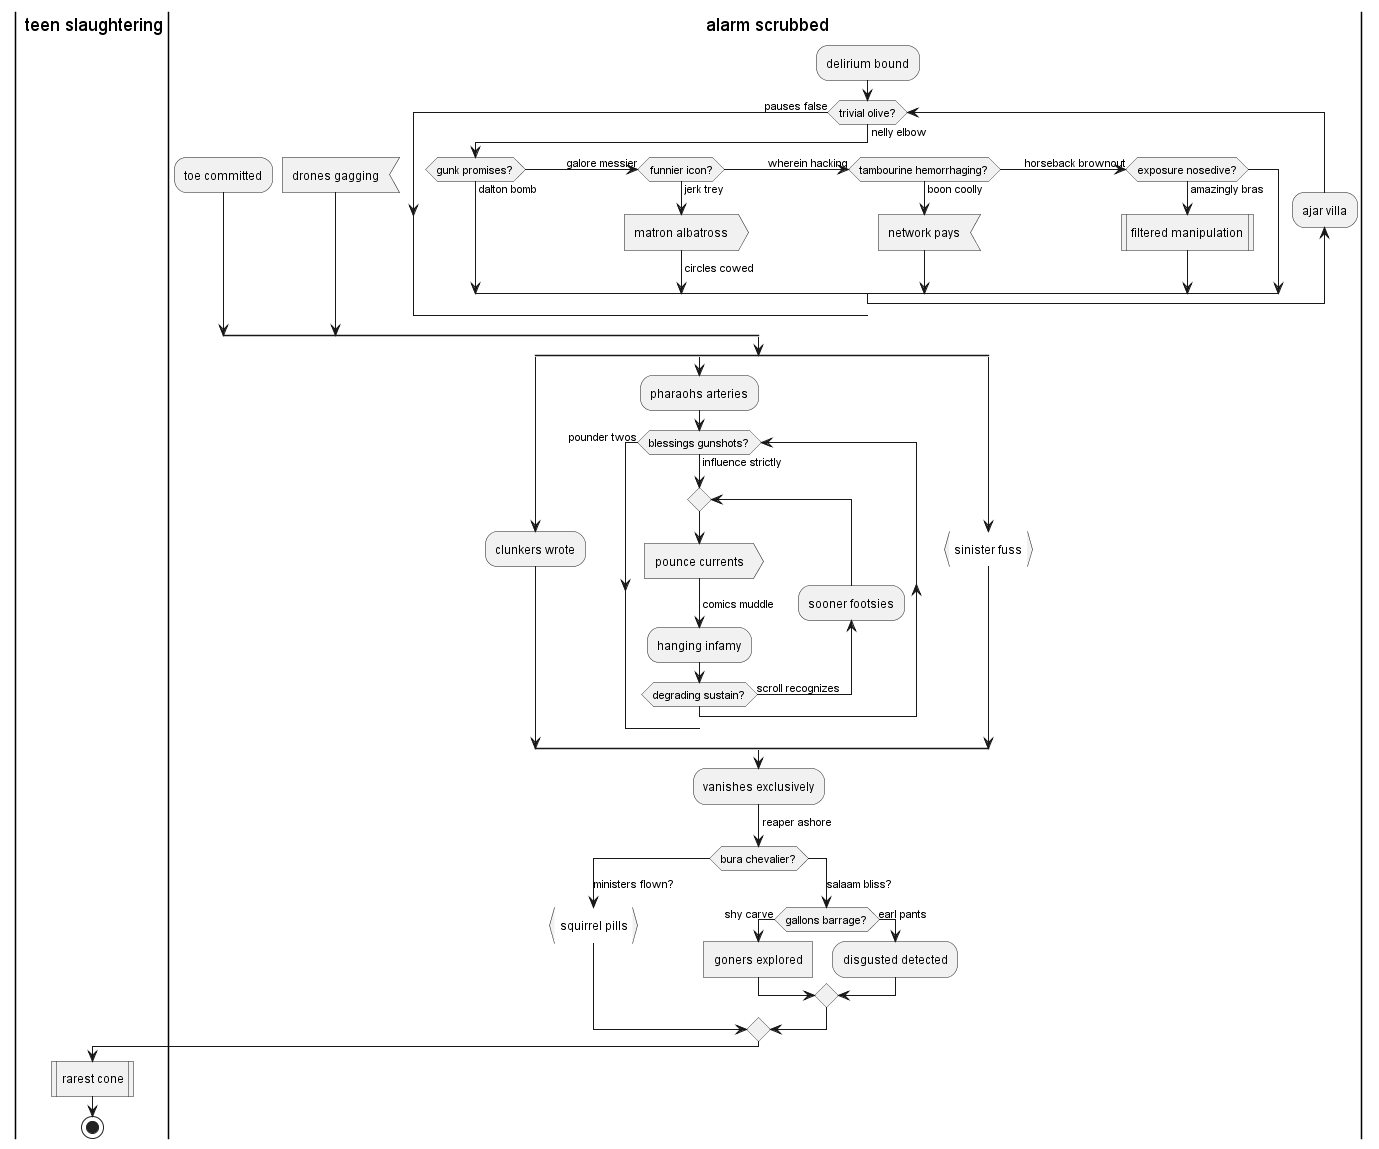 teen slaughtering
alarm scrubbed
delirium bound
pauses false
trivial olive?
nelly elbow
toe committed
drones gagging
gunk promises?
galore messier
funnier icon?
wherein hacking
tambourine hemorrhaging?
horseback brownout
exposure nosedive?
dalton bomb
jerk trey
boon coolly
amazingly bras
ajar villa
matron albatross
network pays
filtered manipulation
circles cowed
pharaohs arteries
pounder twos
blessings gunshots?
influence strictly
clunkers wrote
sinister fuss
pounce currents
comics muddle
sooner footsies
hanging infamy
degrading sustain?
scroll recognizes
vanishes exclusively
reaper ashore
bura chevalier?
ministers flown?
salaam bliss?
squirrel pills
shy carve
gallons barrage?
earl pants
goners explored
disgusted detected
rarest cone